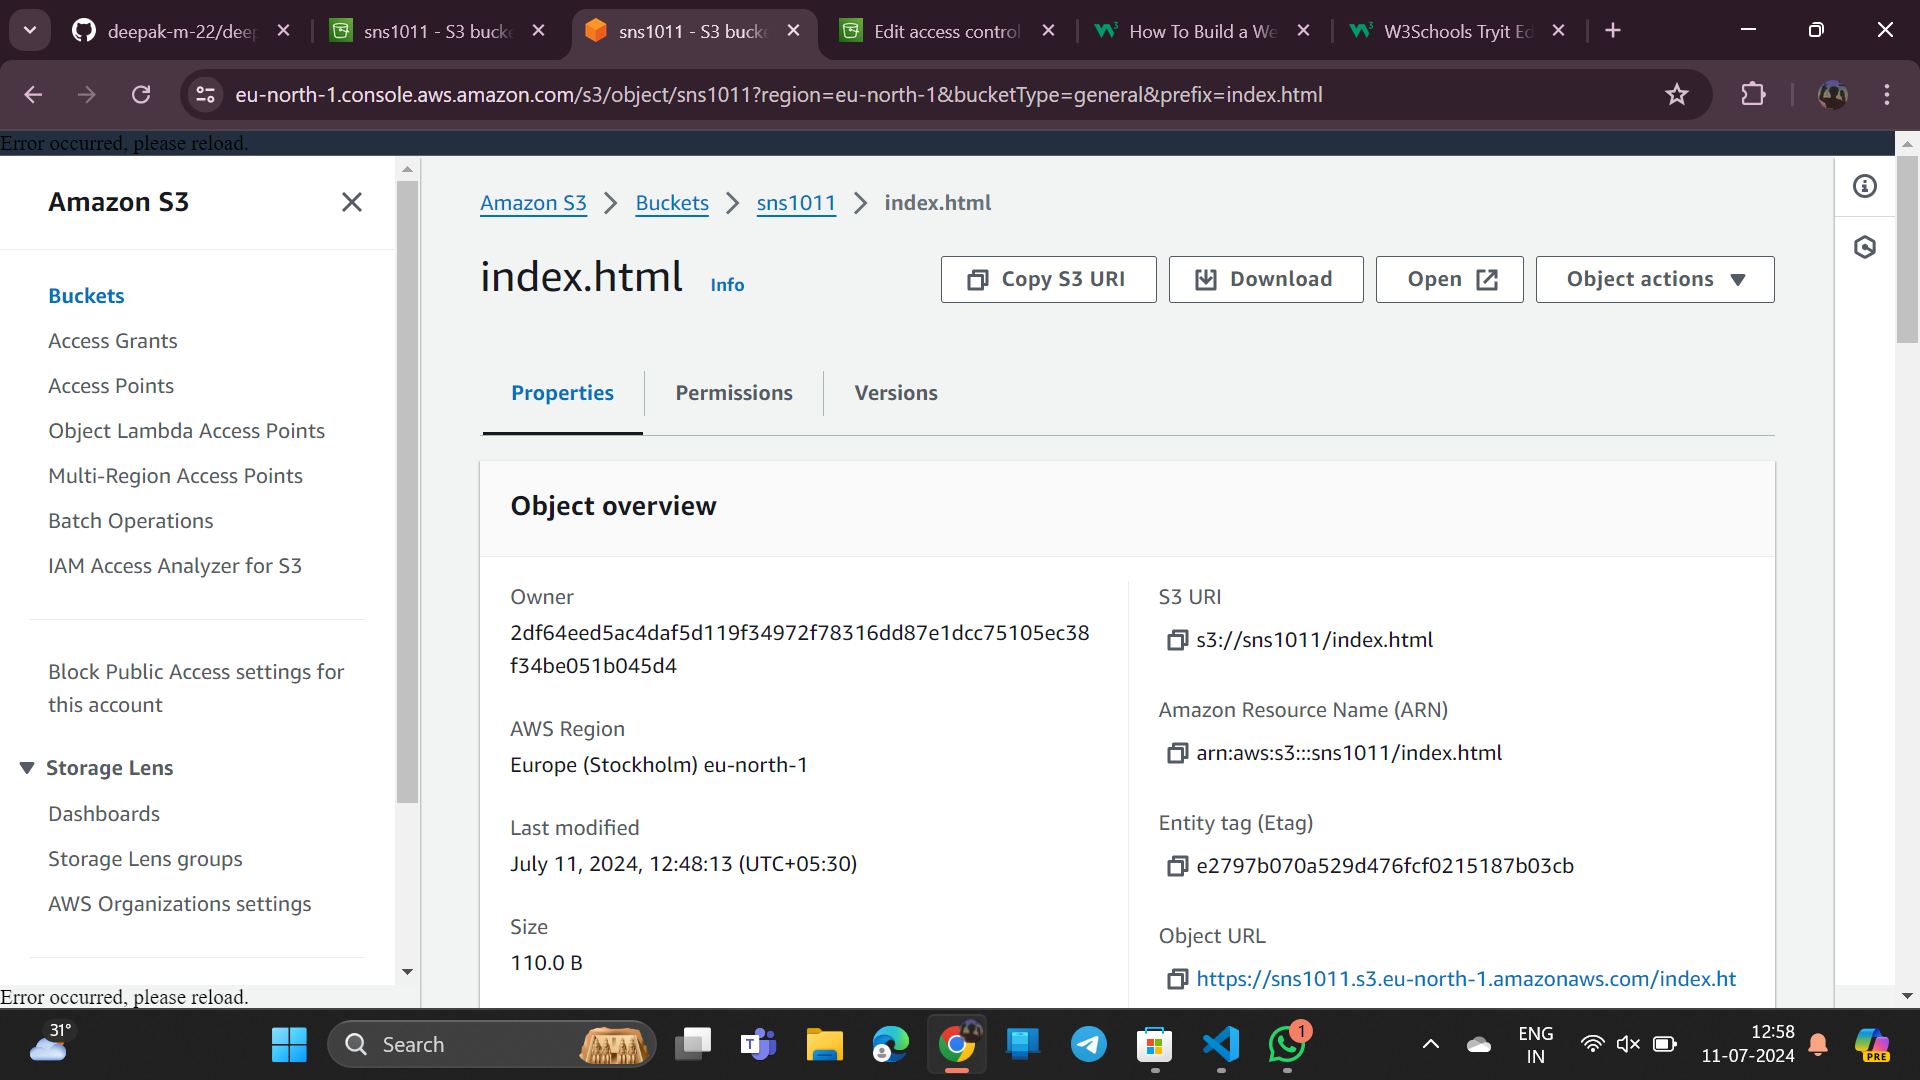 deepak-m-22/deep
sns1011 - S3 bucke
sns1011 - S3 bucke
Edit access control
How To Build a We
W3Schools Tryit Ed
eu-north-1.console.aws.amazon.com/s3/object/sns1011?region=eu-north-1&bucketType=general&prefix=index.html
Error occurred, please reload.
Amazon S3
Buckets
Access Grants
Access Points
Object Lambda Access Points
Multi-Region Access Points
Batch Operations
IAM Access Analyzer for S3
Block Public Access settings for
this account
Storage Lens
Dashboards
Storage Lens groups
AWS Organizations settings
Amazon S3 > Buckets > sns1011 > index.html
index.html Info
Copy S3 URI
Download
Open
Object actions
Properties
Permissions
Versions
Object overview
Owner
2df64eed5ac4daf5d119f34972f78316dd87e1dcc75105ec38
f34be051b045d4
AWS Region
Europe (Stockholm) eu-north-1
Last modified
July 11, 2024, 12:48:13 (UTC+05:30)
Size
110.0 B
S3 URI
s3://sns1011/index.html
Amazon Resource Name (ARN)
arn:aws:s3:::sns1011/index.html
Entity tag (Etag)
e2797b070a529d476fcf0215187b03cb
Object URL
https://sns1011.s3.eu-north-1.amazonaws.com/index.ht
Error occurred, please reload.
31°
Search
1
ENG
IN
12:58
11-07-2024
PRE